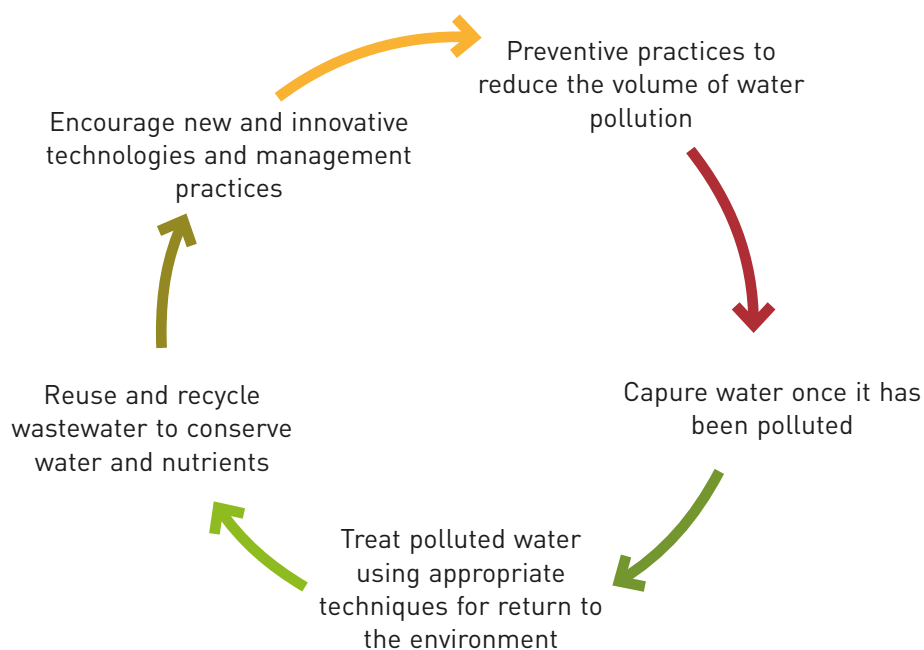 Preventive practices to
reduce the volume of water
pollution
Capure water once it has
been polluted
Treat polluted water
using appropriate
techniques for return to
the environment
Reuse and recycle
wastewater to conserve
water and nutrients
Encourage new and innovative
technologies and management
practices